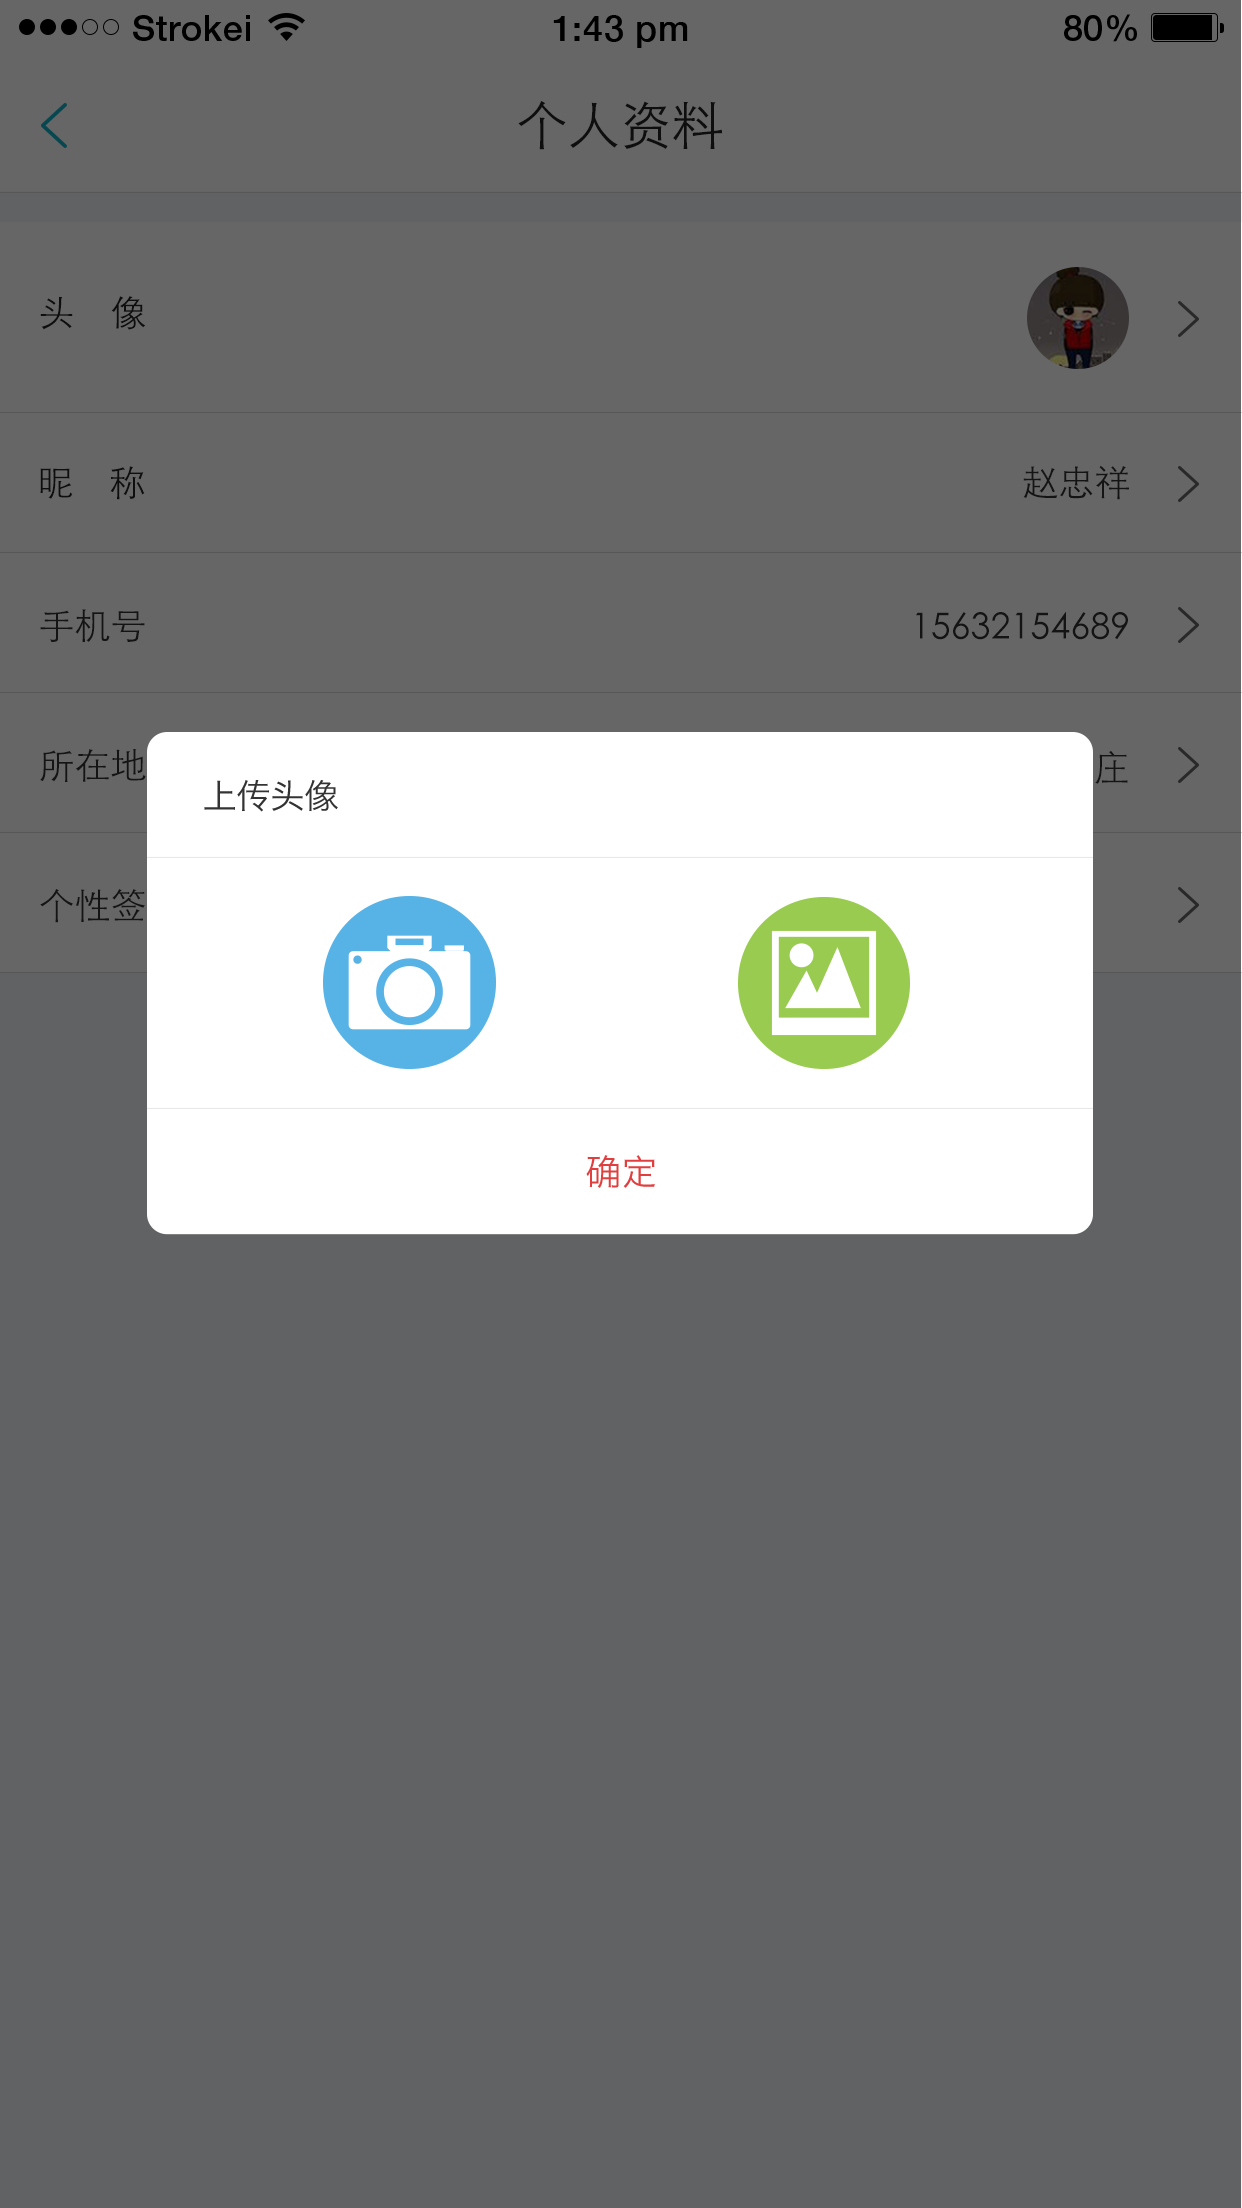 Strokei 1:43 pm 80%
个人资料
头 像
昵 称 赵忠祥
手机号 15632154689
所在地 庄
上传头像
个性签
确定